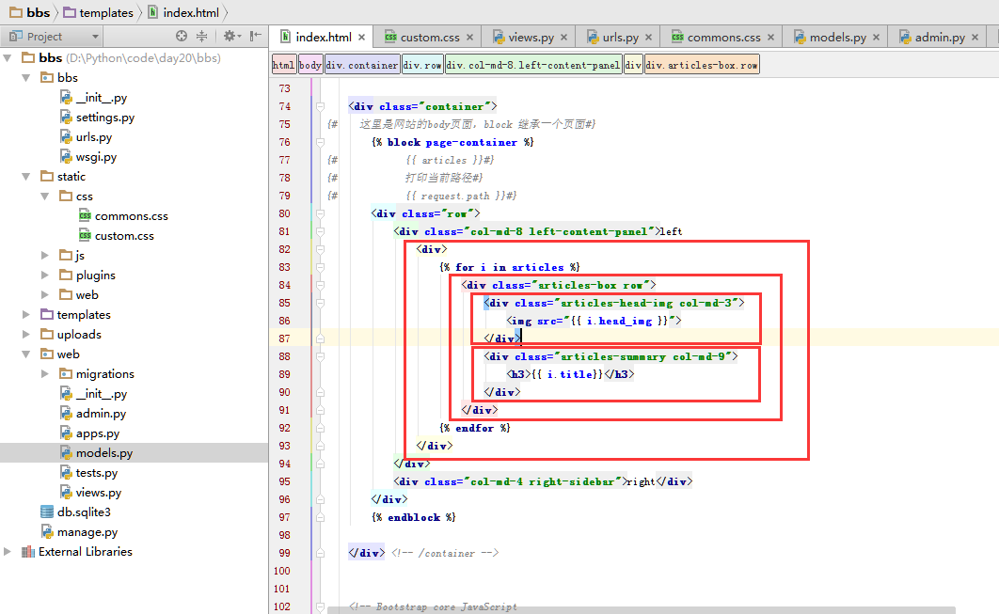 bbs templates index.html
Project
index.html custom.css views.py urls.py commons.css models.py admin.py
bbs (D:\Python\code\day20\bbs)
bbs
__init__.py
settings.py
urls.py
wsgi.py
static
css
commons.css
custom.css
js
plugins
web
templates
uploads
web
migrations
__init__.py
admin.py
apps.py
models.py
tests.py
views.py
db.sqlite3
manage.py
External Libraries
html body div.container div.row div.col-md-8.left-content-panel div div.articles-box.row
73
74 <div class="container">
75 {# 这里是网站的body页面，block 继承一个页面#}
76 {% block page-container %}
77 {# {{ articles }}#}
78 {# 打印当前路径#}
79 {# {{ request.path }}#}
80 <div class="row">
81 <div class="col-md-8 left-content-panel">left
82 <div>
83 {% for i in articles %}
84 <div class="articles-box row">
85 <div class="articles-head-img col-md-3">
86 <img src="{{ i.head_img }}">
87 </div>
88 <div class="articles-summary col-md-9">
89 <h3>{{ i.title}}</h3>
90 </div>
91 </div>
92 {% endfor %}
93 </div>
94 </div>
95 <div class="col-md-4 right-sidebar">right</div>
96 </div>
97 {% endblock %}
98
99 </div> <!-- /container -->
100
101
102 <!-- Bootstrap core JavaScript